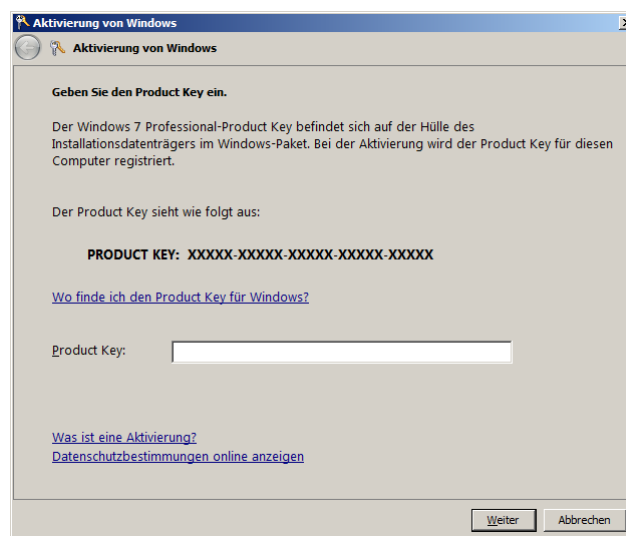 Aktivierung von Windows
Aktivierung von Windows
Geben Sie den Product Key ein.
Der Windows 7 Professional-Product Key befindet sich auf der Hülle des
Installationsdatenträgers im Windows-Paket. Bei der Aktivierung wird der Product Key für diesen
Computer registriert.
Der Product Key sieht wie folgt aus:
PRODUCT KEY: XXXXX-XXXXX-XXXXX-XXXXX-XXXXX
Wo finde ich den Product Key für Windows?
Product Key:
Was ist eine Aktivierung?
Datenschutzbestimmungen online anzeigen
Weiter Abbrechen